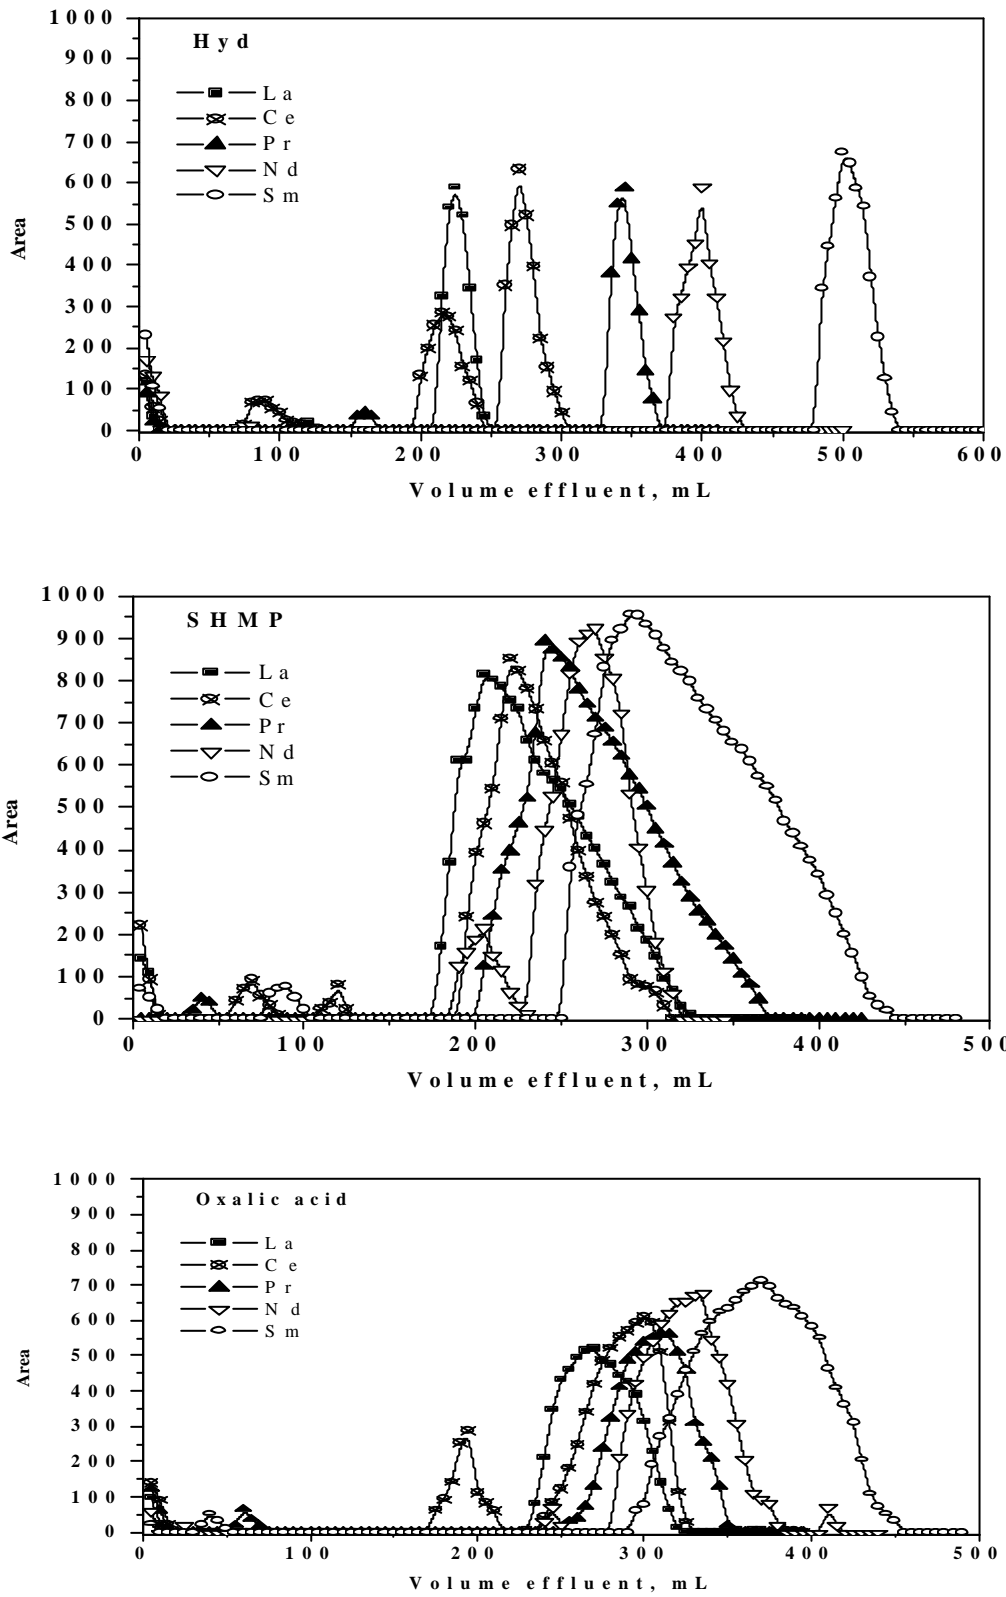 1000
Hyd
900
La
800
Ce
Pr
700
Nd
600
Sm
500
Area
400
300
200
100
0
0 100 200 300 400 500 600
Volume effluent, mL
1000
SHMP
900
La
800
Ce
Pr
700
Nd
Sm
600
500
Area
400
300
200
100
0
0 100 200 300 400 500
Volume effluent, mL
1000
Oxalic acid
900
La
800
Ce
Pr
700
Nd
Sm
600
500
Area
400
300
200
100
0
0 100 200 300 400 500
Volume effluent, mL